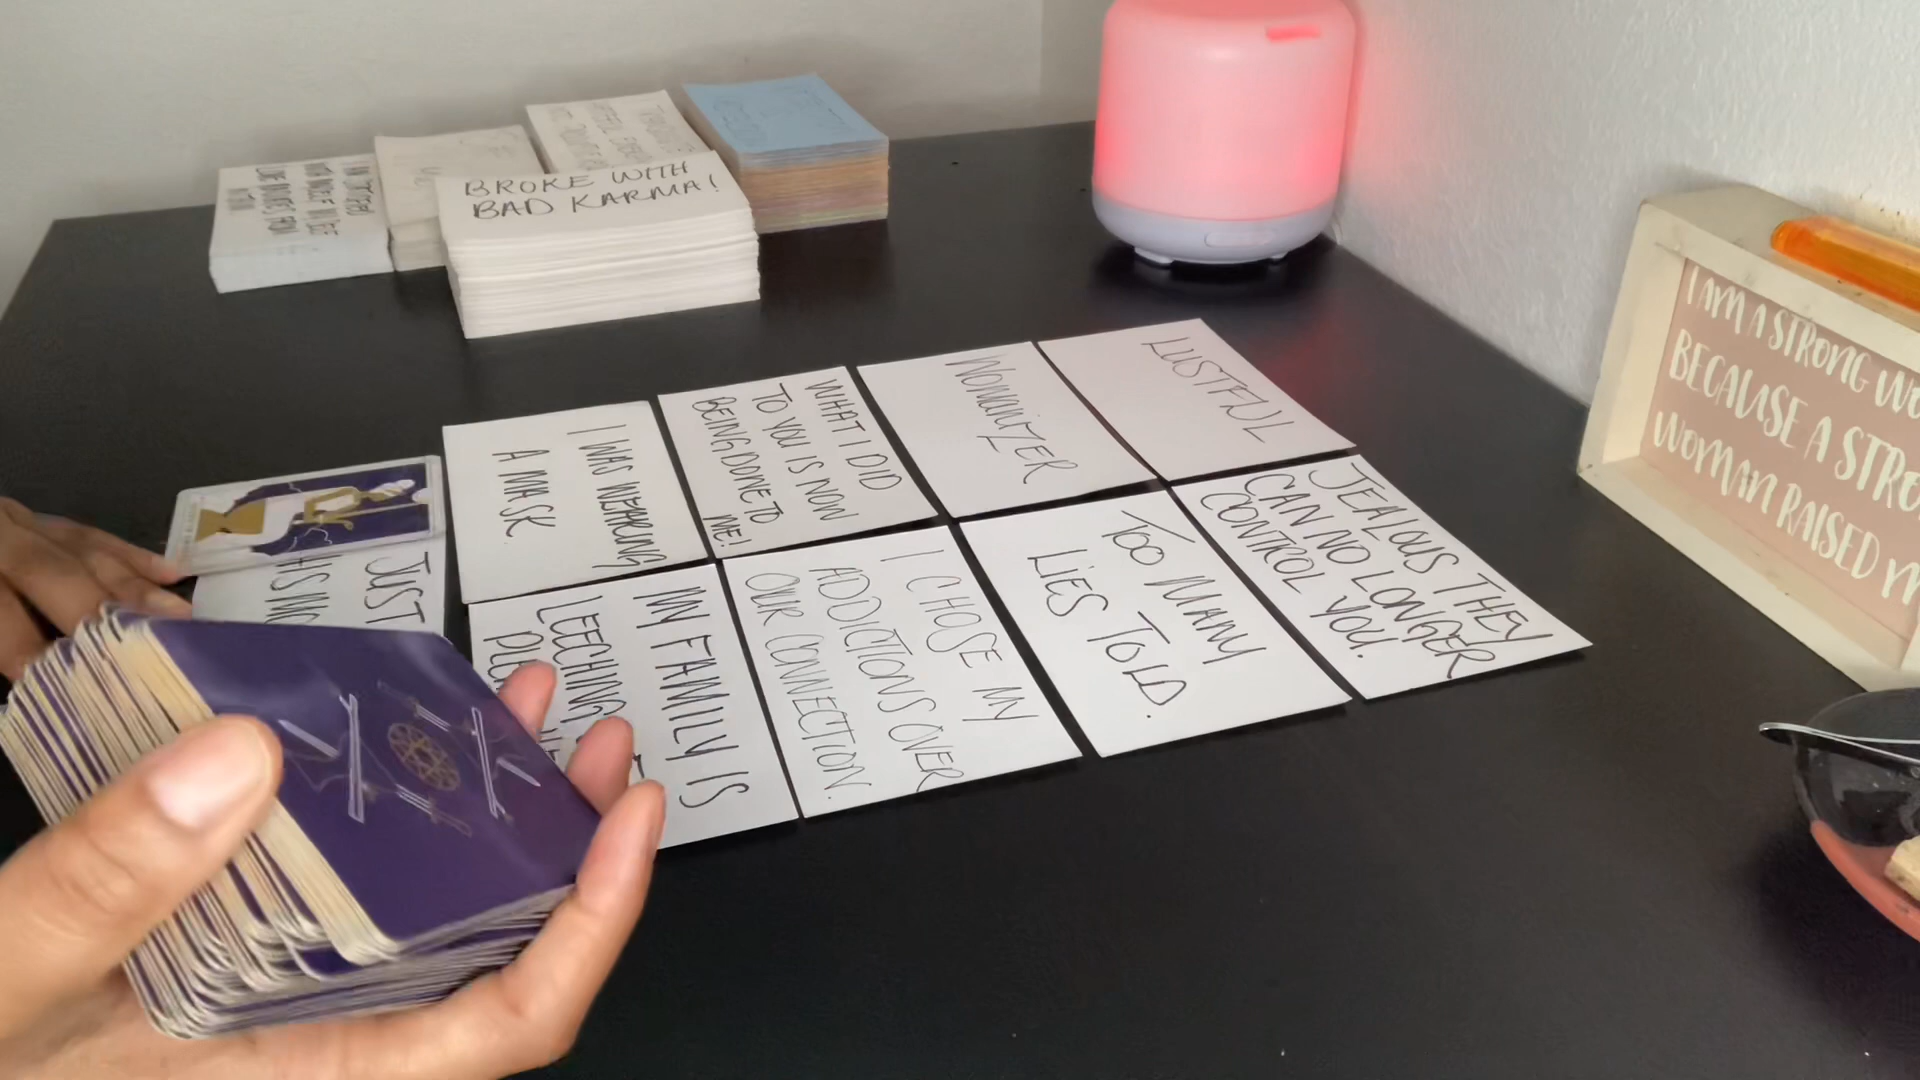 BROKE WITH
BAD KARMA!
I WAS WEARING
A MASK
WHAT I DID
TO YOU IS NOW
BEING DONE TO
ME!
WOMANIZER
LUSTFUL
JUST
MY FAMILY IS
LEECHING
I CHOSE MY
ADDICTIONS OVER
OUR CONNECTION.
TOO MANY
LIES TOLD.
JEALOUS THEY
CAN NO LONGER
CONTROL YOU.
I AM A STRONG
BECAUSE A
WOMAN RAISED